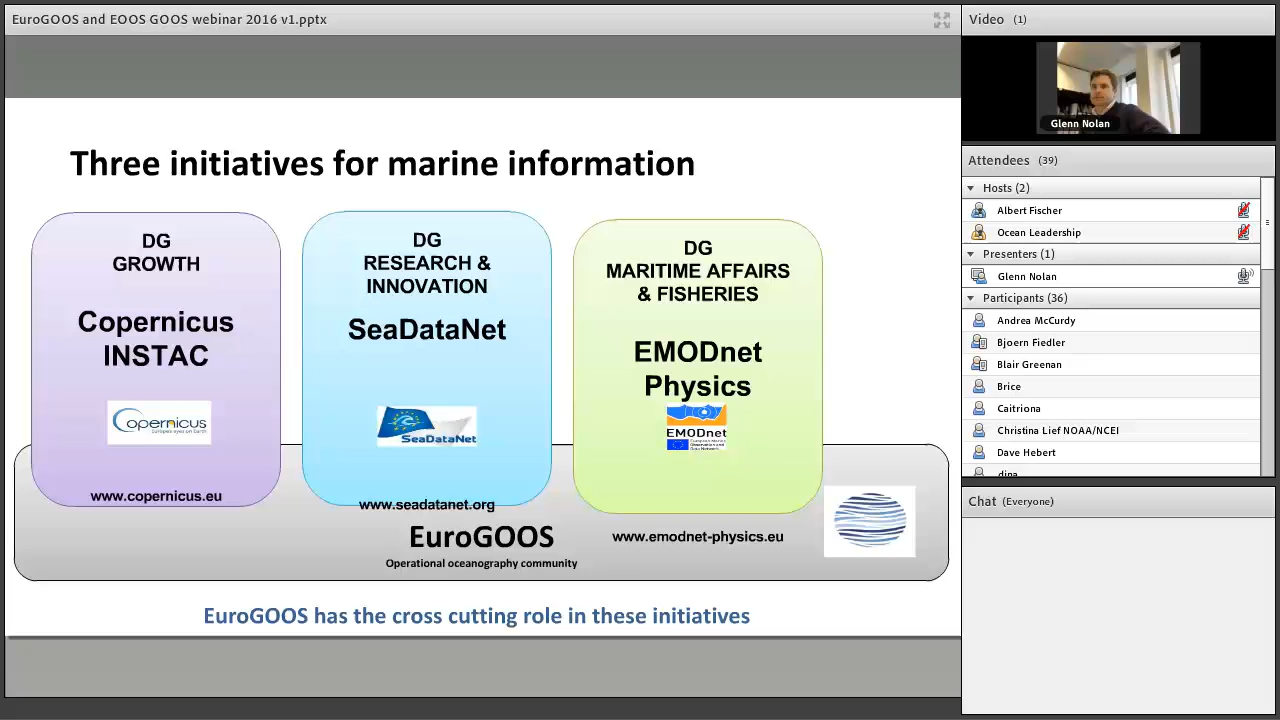 EuroGOOS and EOOS GOOS webinar 2016 v1.pptx
Three initiatives for marine information
DG
GROWTH
Copernicus
INSTAC
Copernicus
Europe's eyes on Earth
www.copernicus.eu
DG
RESEARCH &
INNOVATION
SeaDataNet
SeaDataNet
www.seadatanet.org
DG
MARITIME AFFAIRS
& FISHERIES
EMODnet
Physics
EMODnet
www.emodnet-physics.eu
EuroGOOS
Operational oceanography community
EuroGOOS has the cross cutting role in these initiatives
Video (1)
Glenn Nolan
Attendees (39)
Hosts (2)
Albert Fischer
Ocean Leadership
Presenters (1)
Glenn Nolan
Participants (36)
Andrea McCurdy
Bjoern Fiedler
Blair Greenan
Brice
Caitriona
Christina Lief NOAA/NCEI
Dave Hebert
Chat (Everyone)